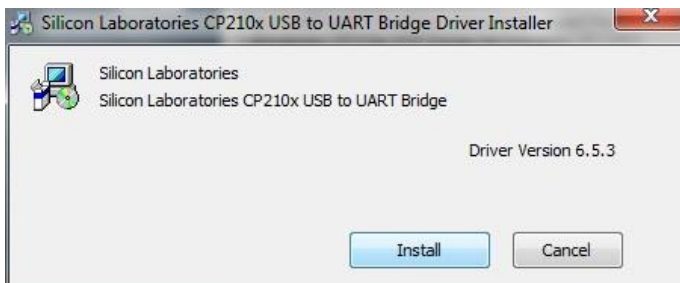 Silicon Laboratories CP210x USB to UART Bridge Driver Installer
Silicon Laboratories
Silicon Laboratories CP210x USB to UART Bridge
Driver Version 6.5.3
Install
Cancel